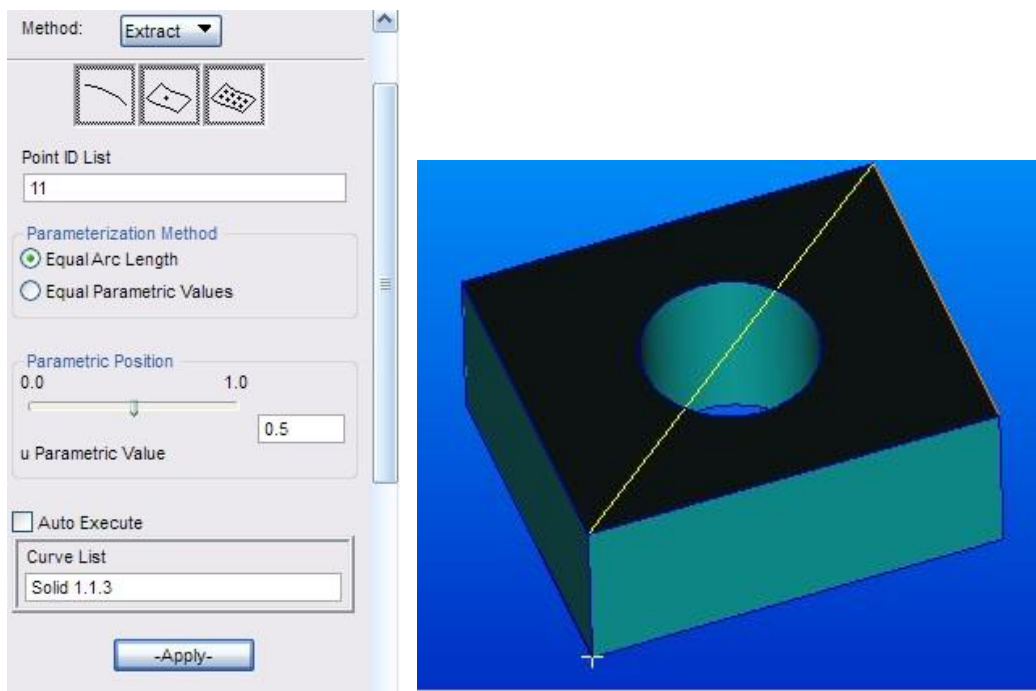 Method: Extract
Point ID List
11
Parameterization Method
Equal Arc Length
Equal Parametric Values
Parametric Position
0.0 1.0
0.5
u Parametric Value
Auto Execute
Curve List
Solid 1.1.3
-Apply-